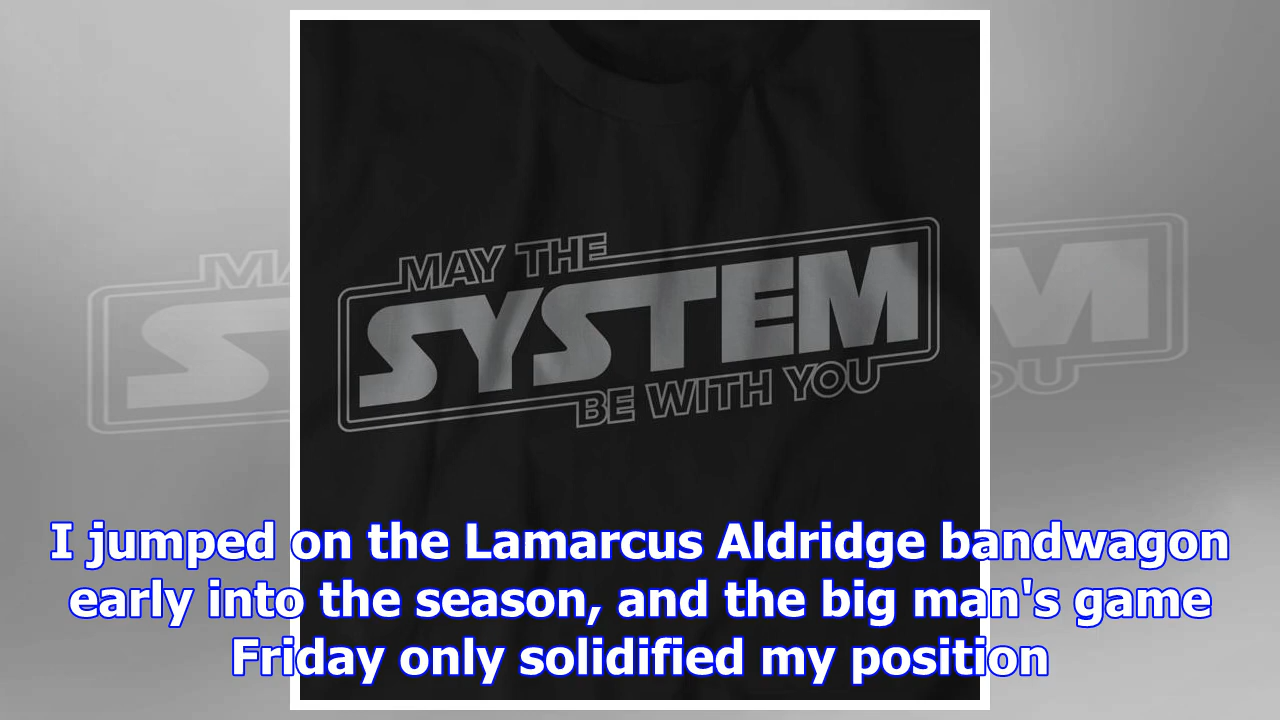 MAY THE
SYSTEM
BE WITH YOU
I jumped on the Lamarcus Aldridge bandwagon
early into the season, and the big man's game
Friday only solidified my position